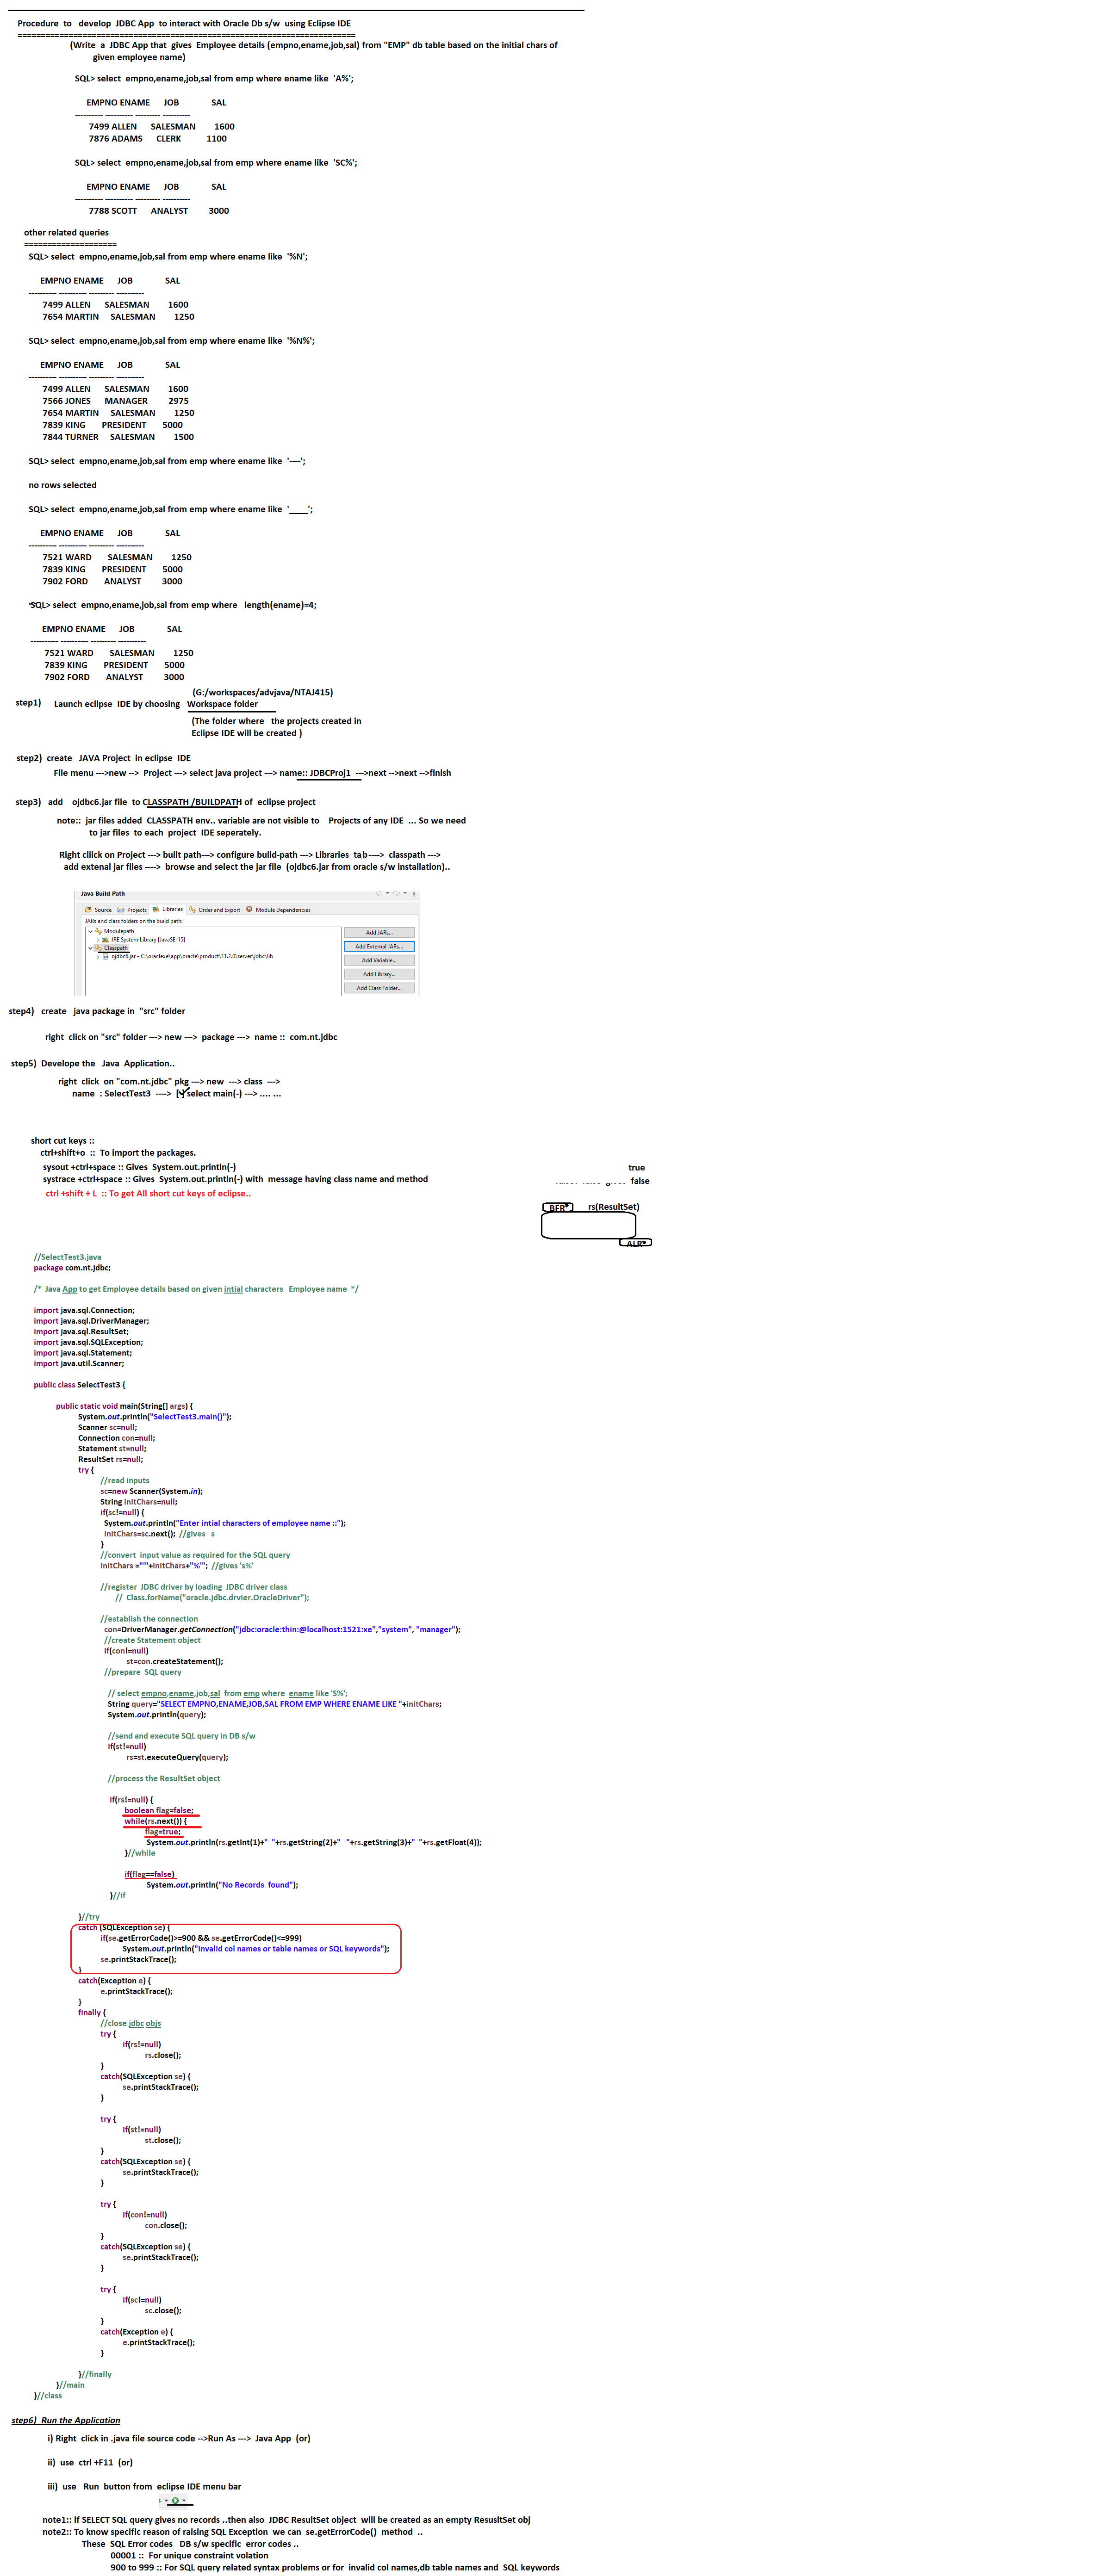 Procedure to develop JDBC App to interact with Oracle Db s/w using Eclipse IDE
=========================================================================
(Write a JDBC App that gives Employee details (empno,ename,job,sal) from "EMP" db table based on the initial chars of
given employee name)
SQL> select empno,ename,job,sal from emp where ename like 'A%';
EMPNO ENAME JOB SAL
---------- ---------- --------- ----------
7499 ALLEN SALESMAN 1600
7876 ADAMS CLERK 1100
SQL> select empno,ename,job,sal from emp where ename like 'SC%';
EMPNO ENAME JOB SAL
---------- ---------- --------- ----------
7788 SCOTT ANALYST 3000
other related queries
====================
SQL> select empno,ename,job,sal from emp where ename like '%N';
EMPNO ENAME JOB SAL
---------- ---------- --------- ----------
7499 ALLEN SALESMAN 1600
7654 MARTIN SALESMAN 1250
SQL> select empno,ename,job,sal from emp where ename like '%N%';
EMPNO ENAME JOB SAL
---------- ---------- --------- ----------
7499 ALLEN SALESMAN 1600
7566 JONES MANAGER 2975
7654 MARTIN SALESMAN 1250
7839 KING PRESIDENT 5000
7844 TURNER SALESMAN 1500
SQL> select empno,ename,job,sal from emp where ename like '----';
no rows selected
SQL> select empno,ename,job,sal from emp where ename like '____';
EMPNO ENAME JOB SAL
---------- ---------- --------- ----------
7521 WARD SALESMAN 1250
7839 KING PRESIDENT 5000
7902 FORD ANALYST 3000
SQL> select empno,ename,job,sal from emp where length(ename)=4;
EMPNO ENAME JOB SAL
---------- ---------- --------- ----------
7521 WARD SALESMAN 1250
7839 KING PRESIDENT 5000
7902 FORD ANALYST 3000
(G:/workspaces/advjava/NTAJ415)
step1) Launch eclipse IDE by choosing Workspace folder
(The folder where the projects created in
Eclipse IDE will be created )
step2) create JAVA Project in eclipse IDE
File menu --->new --> Project ---> select java project ---> name:: JDBCProj1 --->next -->next -->finish
step3) add ojdbc6.jar file to CLASSPATH /BUILDPATH of eclipse project
note:: jar files added CLASSPATH env.. variable are not visible to Projects of any IDE ... So we need
to jar files to each project IDE seperately.
Right cliick on Project ---> built path---> configure build-path ---> Libraries tab----> classpath --->
add extenal jar files ----> browse and select the jar file (ojdbc6.jar from oracle s/w installation)..
Java Build Path
Source Projects Libraries Order and Export Module Dependencies
JARs and class folders on the build path:
Modulepath
JRE System Library [JavaSE-15]
Classpath
ojdbc6.jar - C:\oraclexe\app\oracle\product\11.2.0\server\jdbc\lib
Add JARs...
Add External JARs...
Add Variable...
Add Library...
Add Class Folder...
step4) create java package in "src" folder
right click on "src" folder ---> new ---> package ---> name :: com.nt.jdbc
step5) Develope the Java Application..
right click on "com.nt.jdbc" pkg ---> new ---> class --->
name : SelectTest3 ----> [ ] select main(-) ---> .... ...
short cut keys ::
ctrl+shift+o :: To import the packages.
sysout +ctrl+space :: Gives System.out.println(-)
systrace +ctrl+space :: Gives System.out.println(-) with message having class name and method
ctrl +shift + L :: To get All short cut keys of eclipse..
true
false
BFR* rs(ResultSet)
ALR*
//SelectTest3.java
package com.nt.jdbc;
/* Java App to get Employee details based on given intial characters Employee name */
import java.sql.Connection;
import java.sql.DriverManager;
import java.sql.ResultSet;
import java.sql.SQLException;
import java.sql.Statement;
import java.util.Scanner;
public class SelectTest3 {
public static void main(String[] args) {
System.out.println("SelectTest3.main()");
Scanner sc=null;
Connection con=null;
Statement st=null;
ResultSet rs=null;
try {
//read inputs
sc=new Scanner(System.in);
String initChars=null;
if(sc!=null) {
System.out.println("Enter intial characters of employee name ::");
initChars=sc.next(); //gives s
}
//convert input value as required for the SQL query
initChars ="'"+initChars+"%'"; //gives 's%'
//register JDBC driver by loading JDBC driver class
// Class.forName("oracle.jdbc.drvier.OracleDriver");
//establish the connection
con=DriverManager.getConnection("jdbc:oracle:thin:@localhost:1521:xe","system", "manager");
//create Statement object
if(con!=null)
st=con.createStatement();
//prepare SQL query
// select empno,ename,job,sal from emp where ename like 'S%';
String query="SELECT EMPNO,ENAME,JOB,SAL FROM EMP WHERE ENAME LIKE "+initChars;
System.out.println(query);
//send and execute SQL query in DB s/w
if(st!=null)
rs=st.executeQuery(query);
//process the ResultSet object
if(rs!=null) {
boolean flag=false;
while(rs.next()) {
flag=true;
System.out.println(rs.getInt(1)+" "+rs.getString(2)+" "+rs.getString(3)+" "+rs.getFloat(4));
}//while
if(flag==false)
System.out.println("No Records found");
}//if
}//try
catch (SQLException se) {
if(se.getErrorCode()>=900 && se.getErrorCode()<=999)
System.out.println("Invalid col names or table names or SQL keywords");
se.printStackTrace();
}
catch(Exception e) {
e.printStackTrace();
}
finally {
//close jdbc objs
try {
if(rs!=null)
rs.close();
}
catch(SQLException se) {
se.printStackTrace();
}
try {
if(st!=null)
st.close();
}
catch(SQLException se) {
se.printStackTrace();
}
try {
if(con!=null)
con.close();
}
catch(SQLException se) {
se.printStackTrace();
}
try {
if(sc!=null)
sc.close();
}
catch(Exception e) {
e.printStackTrace();
}
}//finally
}//main
}//class
step6) Run the Application
i) Right click in .java file source code -->Run As ---> Java App (or)
ii) use ctrl +F11 (or)
iii) use Run button from eclipse IDE menu bar
note1:: if SELECT SQL query gives no records ..then also JDBC ResultSet object will be created as an empty ResusltSet obj
note2:: To know specific reason of raising SQL Exception we can se.getErrorCode() method ..
These SQL Error codes DB s/w specific error codes ..
00001 :: For unique constraint volation
900 to 999 :: For SQL query related syntax problems or for invalid col names,db table names and SQL keywords